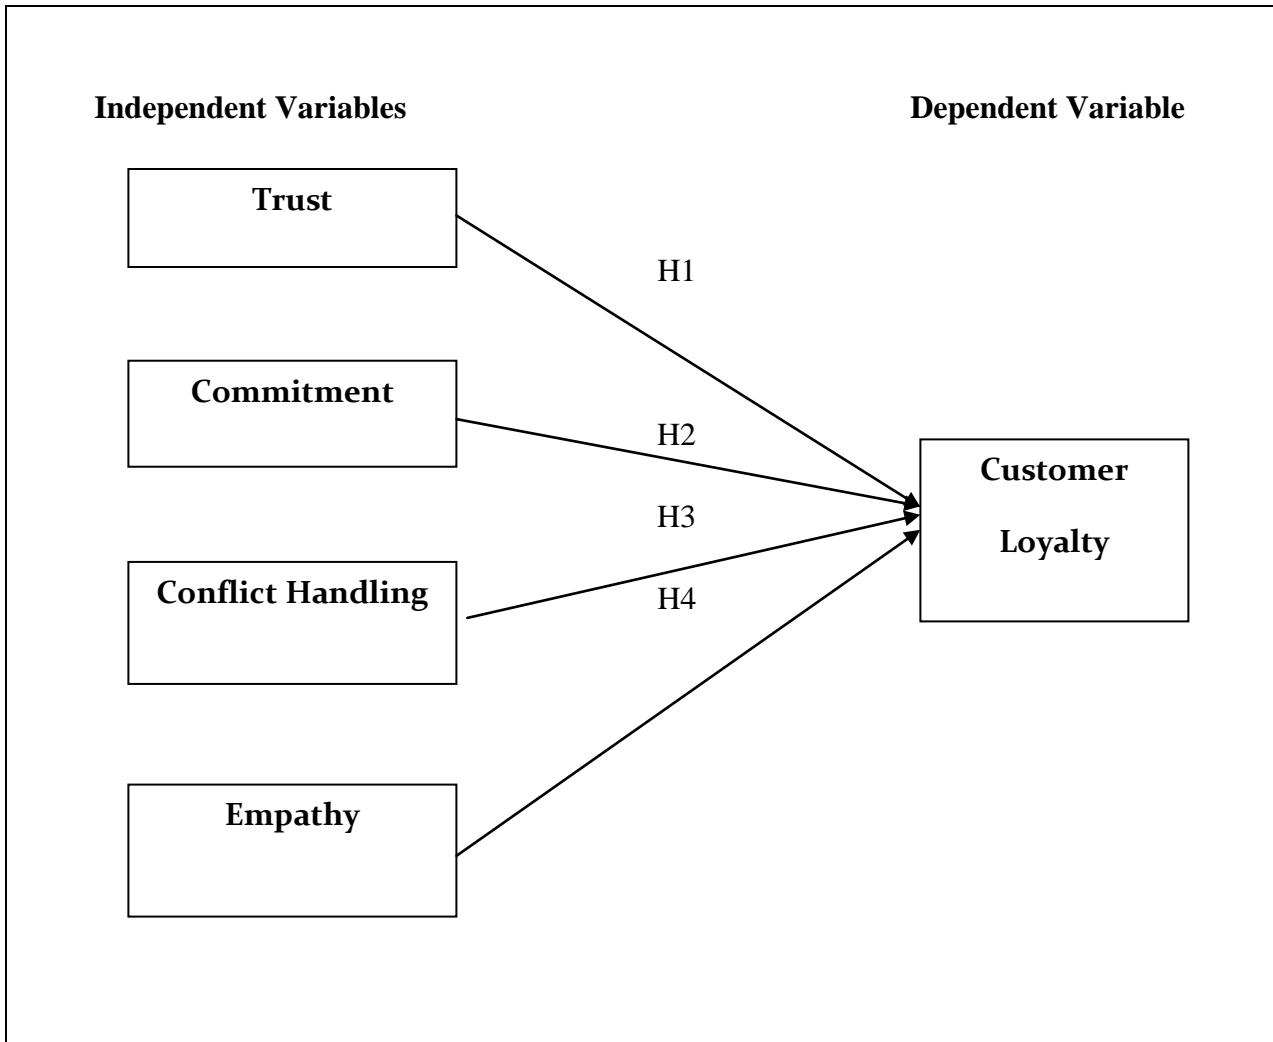 Independent Variables
Dependent Variable
Trust
H1
Commitment
H2
Customer
Loyalty
H3
Conflict Handling
H4
Empathy